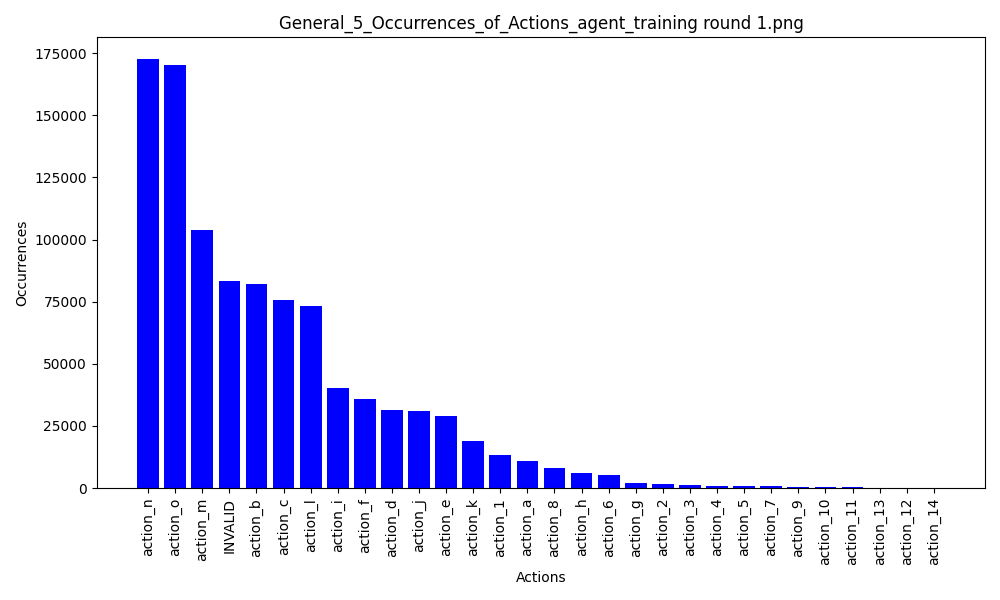 General_5_Occurrences_of_Actions_agent_training round 1.png
175000
150000
125000
100000
75000
50000
25000
0
Occurrences
action_n
action_o
action_m
INVALID
action_b
action_c
action_l
action_i
action_f
action_d
action_j
action_e
action_k
action_1
action_a
action_8
action_h
action_6
action_g
action_2
action_3
action_4
action_5
action_7
action_9
action_10
action_11
action_13
action_12
action_14
Actions